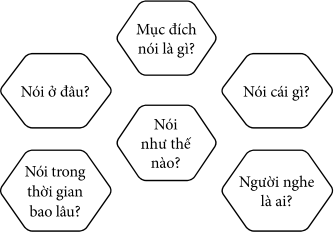 Mục đích
nói là gì?
Nói ở đâu?
Nói cái gì?
Nói
như thế
nào?
Nói trong
thời gian
bao lâu?
Người nghe
là ai?